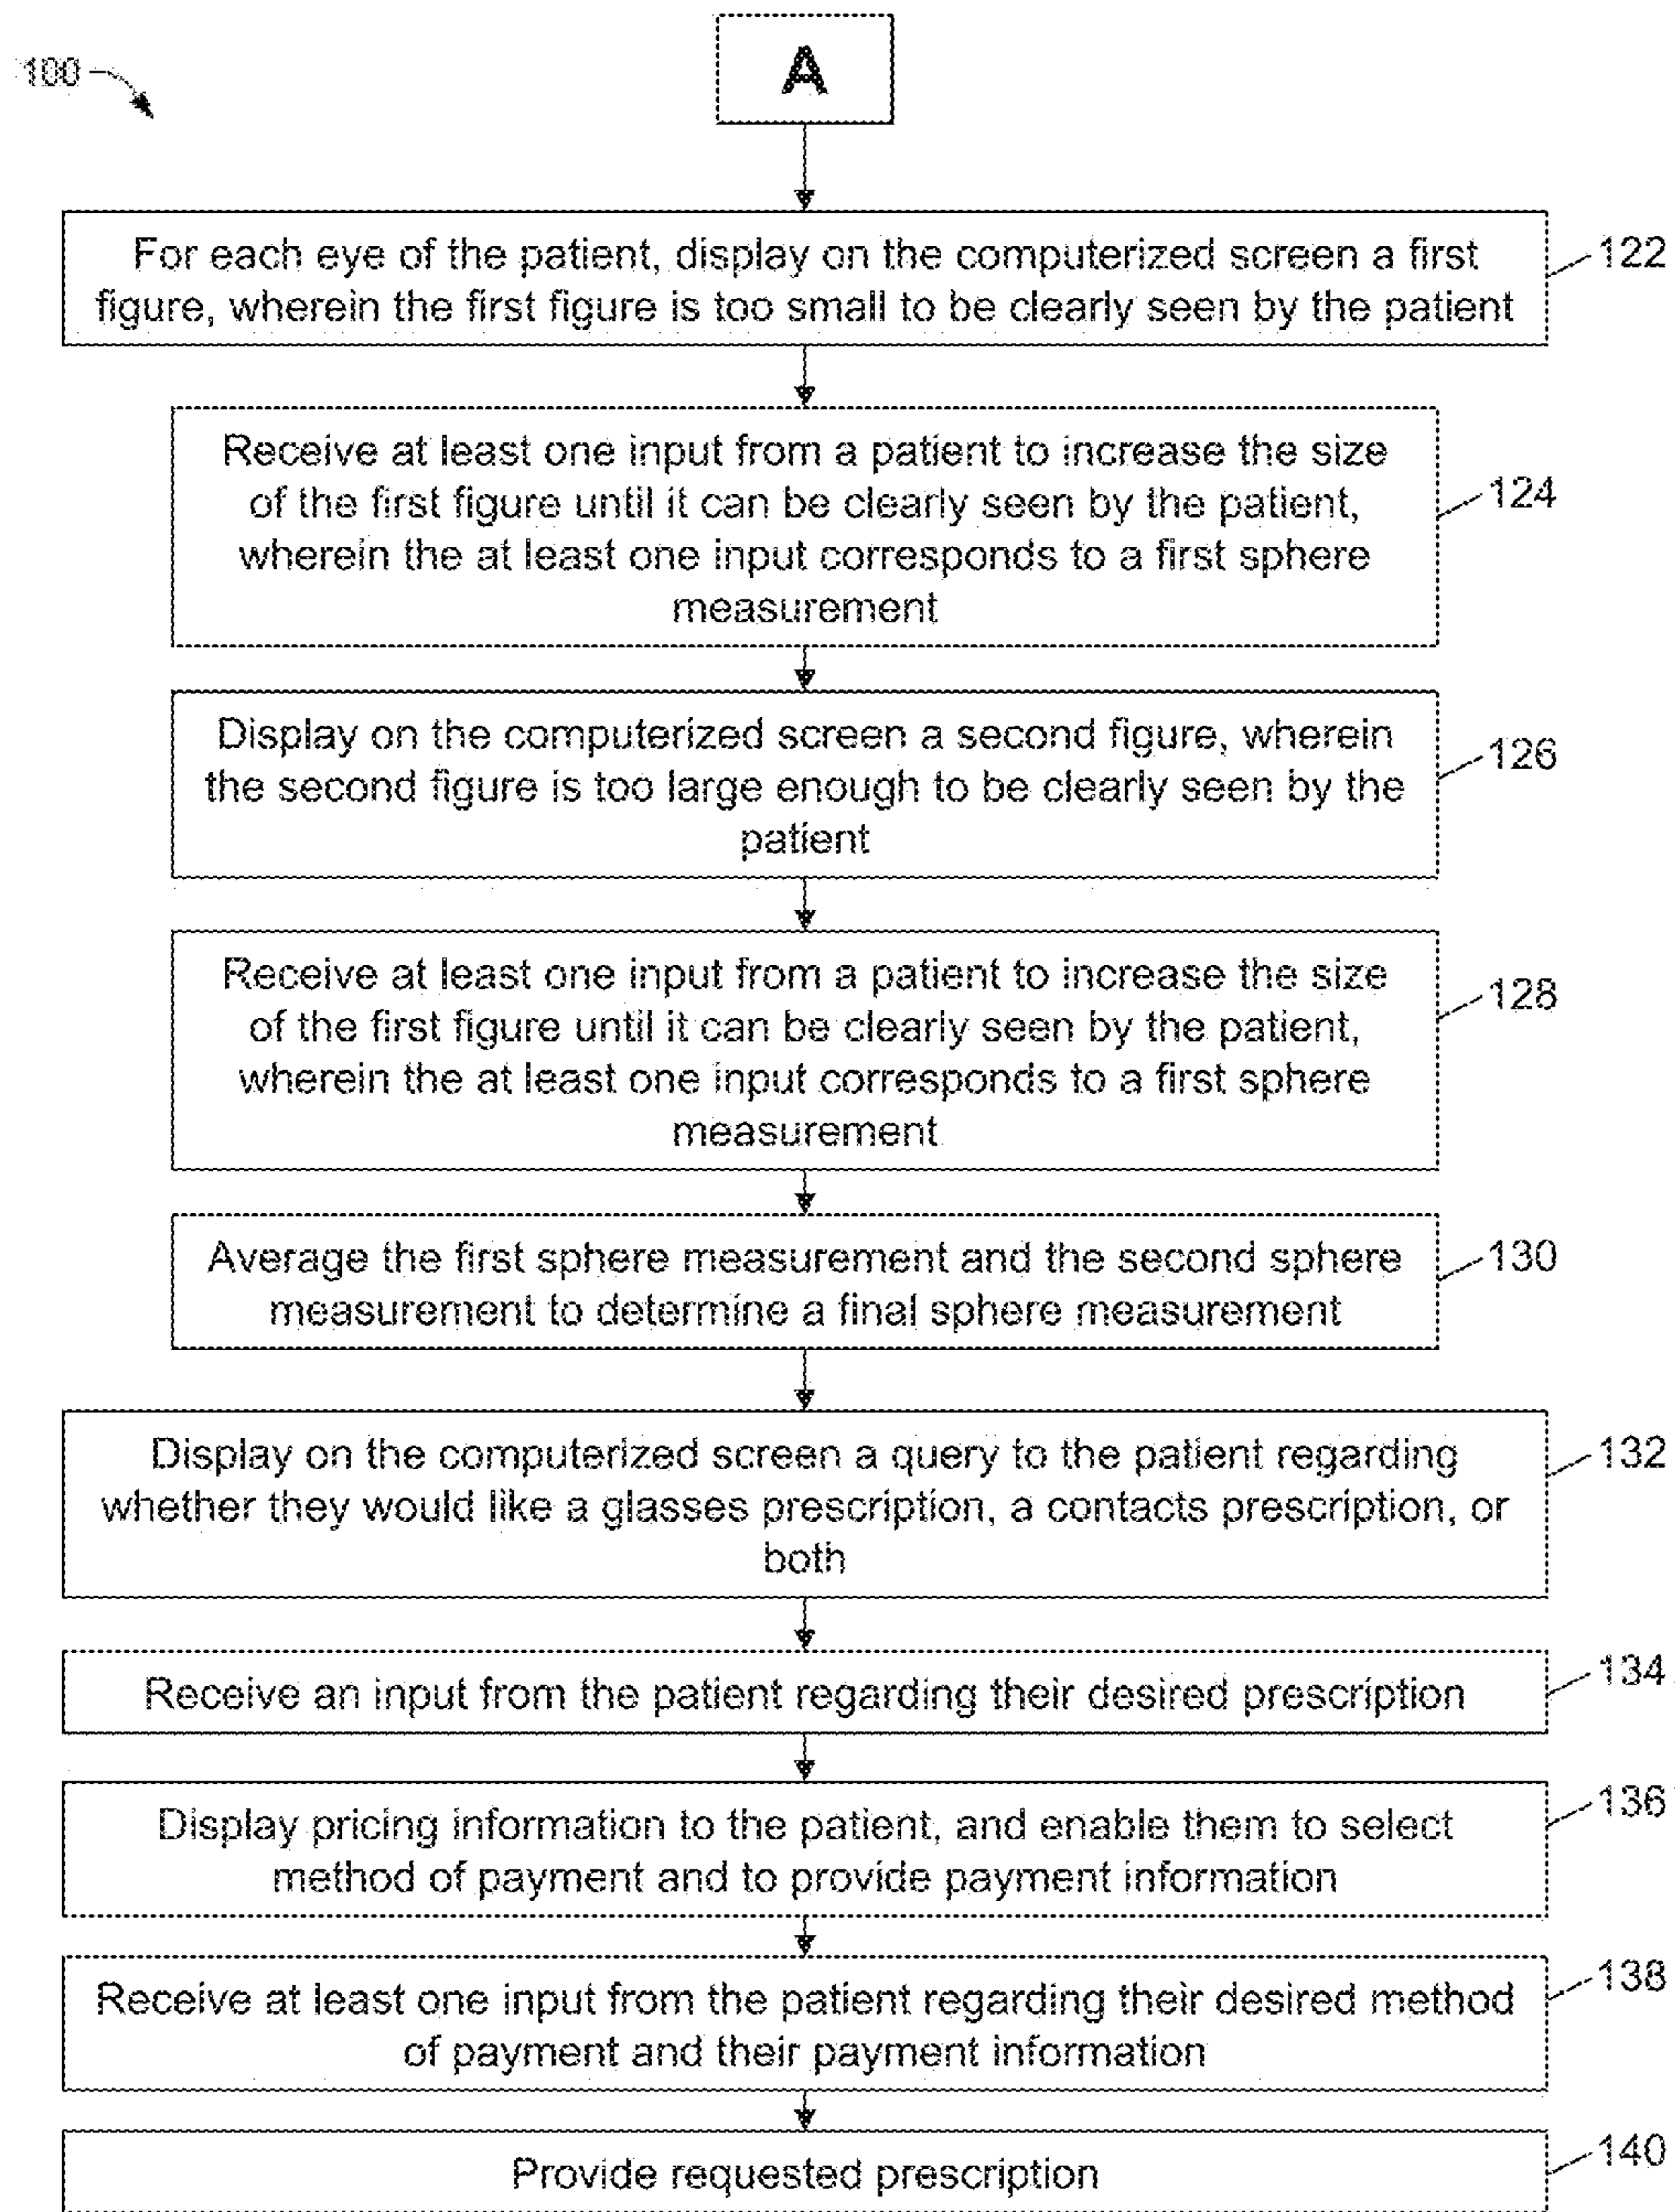 100
A
For each eye of the patient, display on the computerized screen a first
figure, wherein the first figure is too small to be clearly seen by the patient
122
Receive at least one input from a patient to increase the size
of the first figure until it can be clearly seen by the patient,
wherein the at least one input corresponds to a first sphere
measurement
124
Display on the computerized screen a second figure, wherein
the second figure is too large enough to be clearly seen by the
patient
126
Receive at least one input from a patient to increase the size
of the first figure until it can be clearly seen by the patient,
wherein the at least one input corresponds to a first sphere
measurement
128
Average the first sphere measurement and the second sphere
measurement to determine a final sphere measurement
130
Display on the computerized screen a query to the patient regarding
whether they would like a glasses prescription, a contacts prescription, or
both
132
Receive an input from the patient regarding their desired prescription
134
Display pricing information to the patient, and enable them to select
method of payment and to provide payment information
136
Receive at least one input from the patient regarding their desired method
of payment and their payment information
138
Provide requested prescription
140